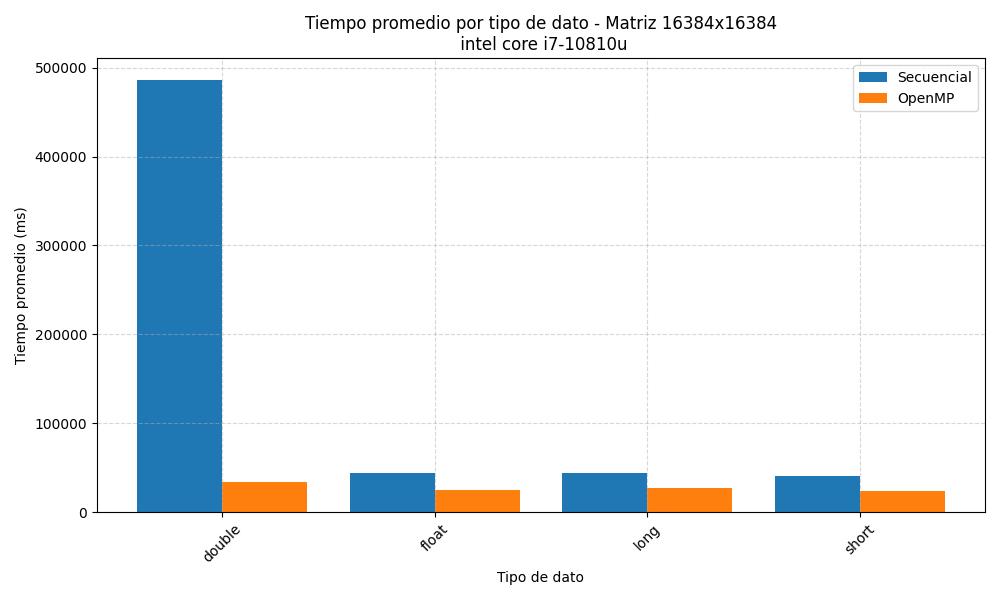 Tiempo promedio por tipo de dato - Matriz 16384x16384
intel core i7-10810u
Secuencial
OpenMP
Tiempo promedio (ms)
500000
400000
300000
200000
100000
0
double
float
long
short
Tipo de dato